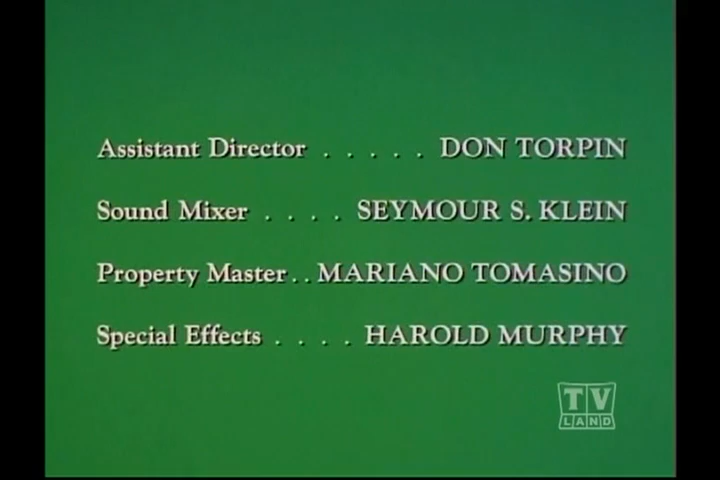 Assistant Director . . . . . DON TORPIN
Sound Mixer . . . . SEYMOUR S. KLEIN
Property Master . . MARIANO TOMASINO
Special Effects . . . . HAROLD MURPHY
TV
LAND